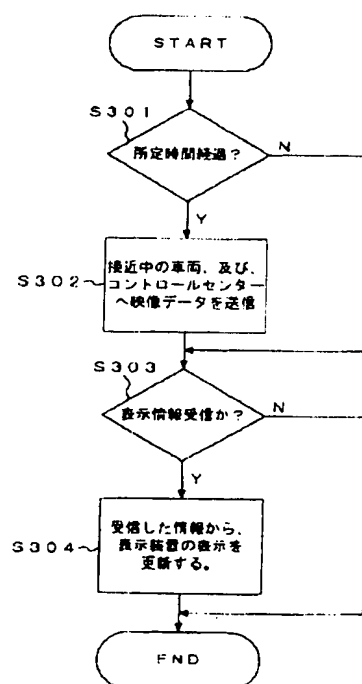 START
S301
所定時間経過？
N
Y
S302
接近中の車両、及び、
コントロールセンター
へ映像データを送信
S303
表示情報受信か？
N
Y
S304
受信した情報から、
表示装置の表示を
更新する。
END